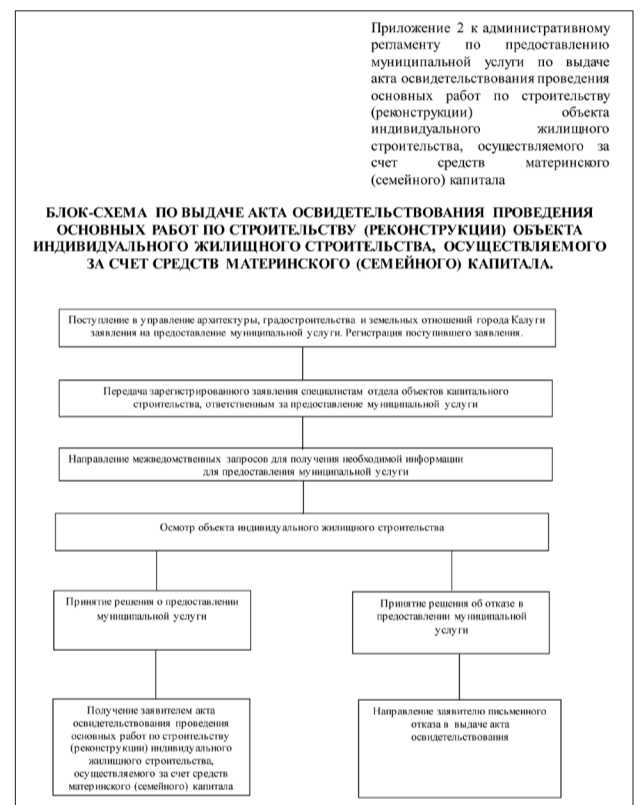 Приложение 2 к административному
регламенту по предоставлению
муниципальной услуги по выдаче
акта освидетельствования проведения
основных работ по строительству
(реконструкции) объекта
индивидуального жилищного
строительства, осуществляемого за
счет средств материнского
(семейного) капитала
БЛОК-СХЕМА ПО ВЫДАЧЕ АКТА ОСВИДЕТЕЛЬСТВОВАНИЯ ПРОВЕДЕНИЯ
ОСНОВНЫХ РАБОТ ПО СТРОИТЕЛЬСТВУ (РЕКОНСТРУКЦИИ) ОБЪЕКТА
ИНДИВИДУАЛЬНОГО ЖИЛИЩНОГО СТРОИТЕЛЬСТВА, ОСУЩЕСТВЛЯЕМОГО
ЗА СЧЕТ СРЕДСТВ МАТЕРИНСКОГО (СЕМЕЙНОГО) КАПИТАЛА.
Поступление в управление архитектуры, градостроительства и земельных отношений города Калуги
заявления на предоставление муниципальной услуги. Регистрация поступившего заявления.
Передача зарегистрированного заявления специалистам отдела объектов капитального
строительства, ответственным за предоставление муниципальной услуги
Направление межведомственных запросов для получения необходимой информации
для предоставления муниципальной услуги
Осмотр объекта индивидуального жилищного строительства
Принятие решения о предоставлении
муниципальной услуги
Принятие решения об отказе в
предоставлении муниципальной
услуги
Получение заявителем акта
освидетельствования проведения
основных работ по строительству
(реконструкции) индивидуального
жилищного строительства,
осуществляемого за счет средств
материнского (семейного) капитала
Направление заявителю письменного
отказа в выдаче акта
освидетельствования